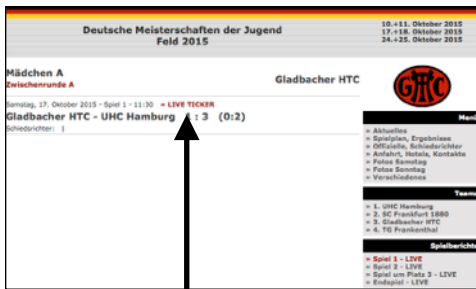 Deutsche Meisterschaften der Jugend
Feld 2015
10.+11. Oktober 2015
17.+18. Oktober 2015
24.+25. Oktober 2015
Mädchen A
Zwischenrunde A
Gladbacher HTC
Samstag, 17. Oktober 2015 - Spiel 1 - 11:30 » LIVE TICKER
Gladbacher HTC - UHC Hamburg : 3 (0:2)
Schiedsrichter: |
GHTC
Menü
» Aktuelles
» Spielplan, Ergebnisse
» Offizielle, Schiedsrichter
» Anfahrt, Hotels, Kontakte
» Fotos Samstag
» Fotos Sonntag
» Verschiedenes
Teams
» 1. UHC Hamburg
» 2. SC Frankfurt 1880
» 3. Gladbacher HTC
» 4. TG Frankenthal
Spielberichte
» Spiel 1 - LIVE
» Spiel 2 - LIVE
» Spiel um Platz 3 - LIVE
» Endspiel - LIVE